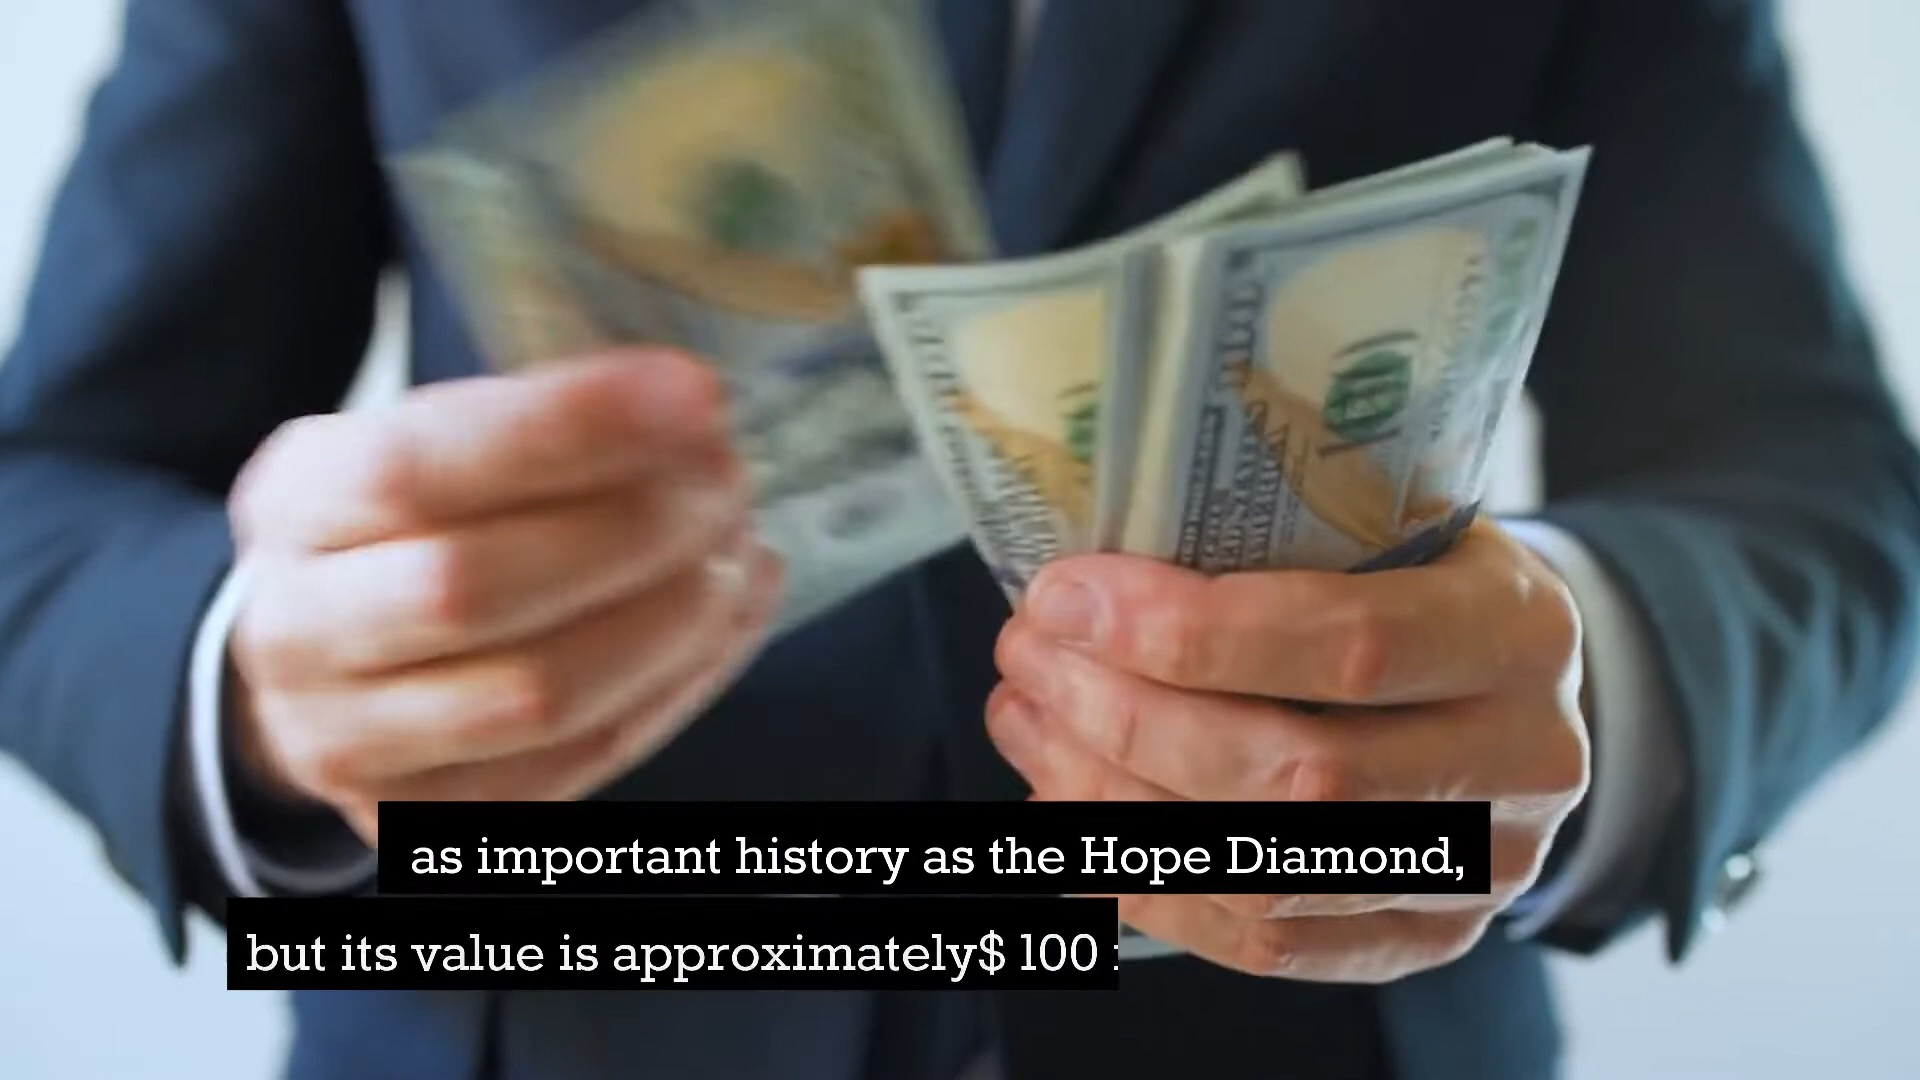 as important history as the Hope Diamond,
but its value is approximately$ 100